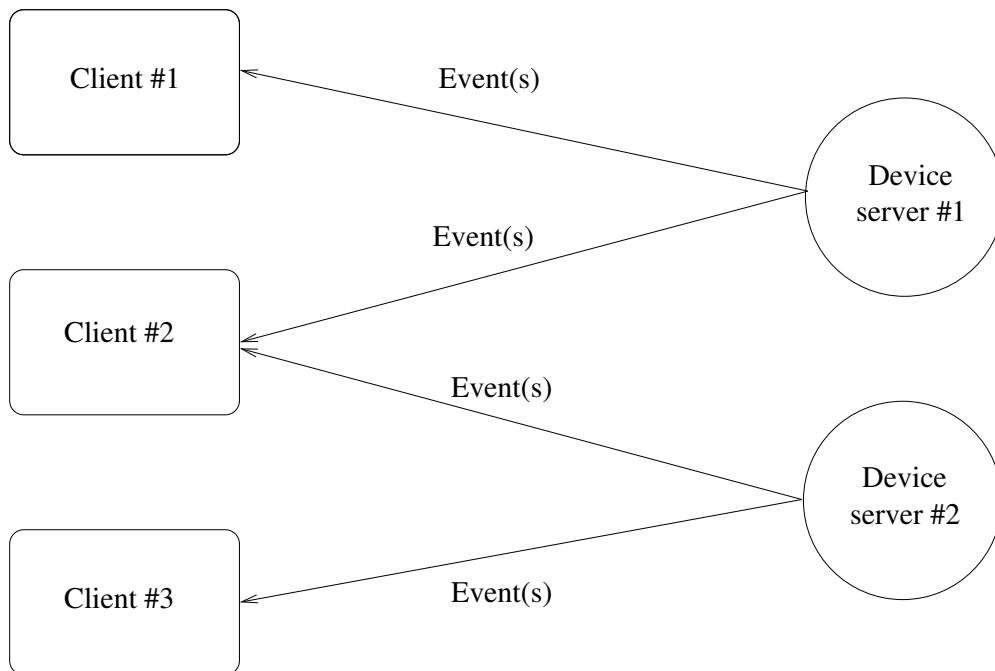 Client #1
Event(s)
Device
server #1
Event(s)
Client #2
Event(s)
Device
server #2
Client #3
Event(s)